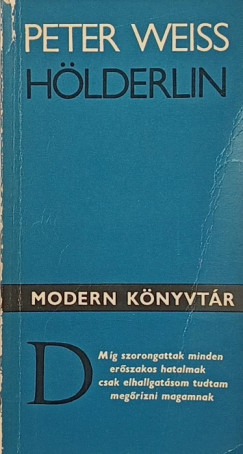 PETER WEISS
HÖLDERLIN
MODERN KÖNYVTÁR
D
Míg szorongattak minden
erőszakos hatalmak
csak elhallgatásom tudtam
megőrizni magamnak